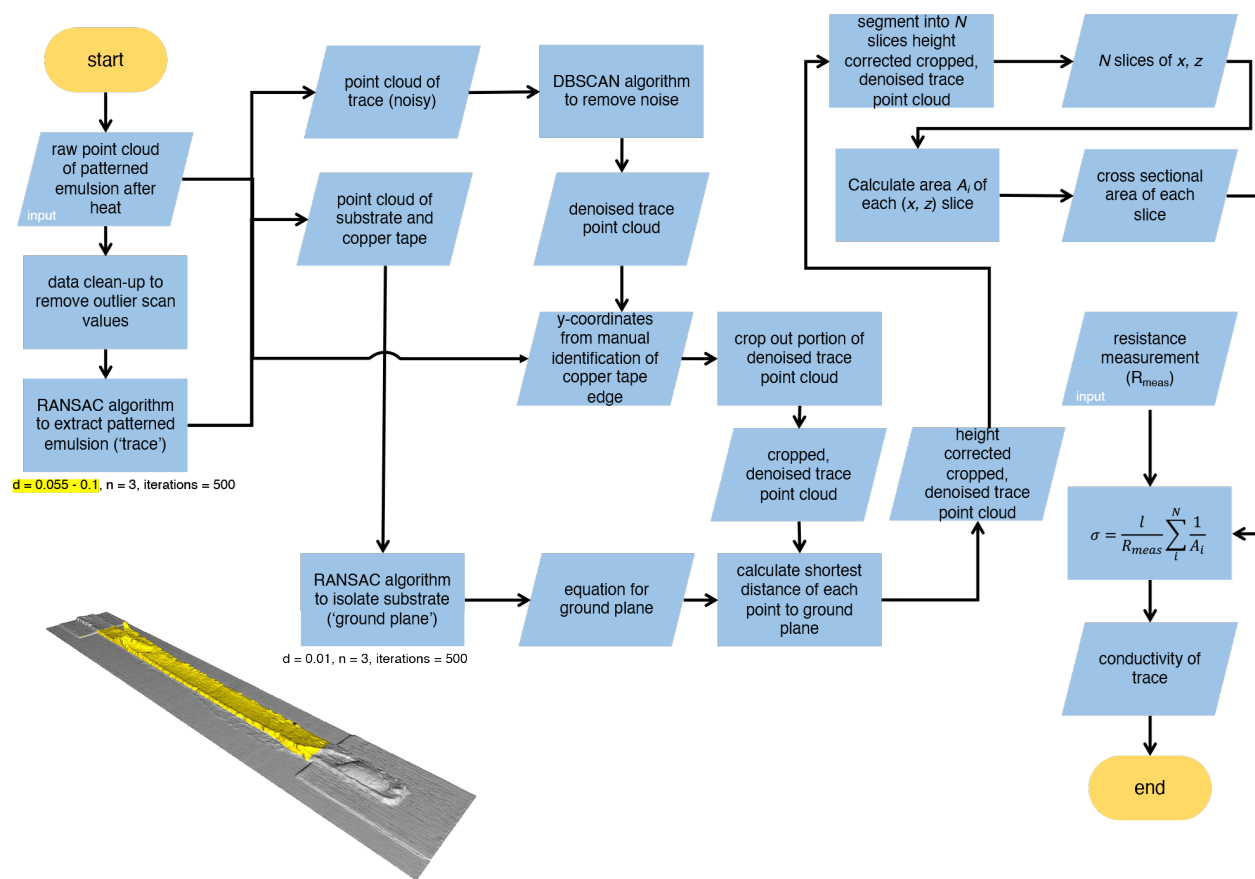 start
raw point cloud
of patterned
emulsion after
heat
input
data clean-up to
remove outlier scan
values
RANSAC algorithm
to extract patterned
emulsion (‘trace’)
d = 0.055 - 0.1, n = 3, iterations = 500
point cloud of
trace (noisy)
DBSCAN algorithm
to remove noise
point cloud of
substrate and
copper tape
denoised trace
point cloud
y-coordinates
from manual
identification of
copper tape
edge
crop out portion of
denoised trace
point cloud
cropped,
denoised trace
point cloud
RANSAC algorithm
to isolate substrate
(‘ground plane’)
d = 0.01, n = 3, iterations = 500
equation for
ground plane
calculate shortest
distance of each
point to ground
plane
height
corrected
cropped,
denoised trace
point cloud
segment into N
slices height
corrected cropped,
denoised trace
point cloud
N slices of x, z
Calculate area Ai of
each (x, z) slice
cross sectional
area of each
slice
resistance
measurement
(Rmeas)
input
σ = l/Rmeas ∑_i^N 1/Ai
conductivity of
trace
end